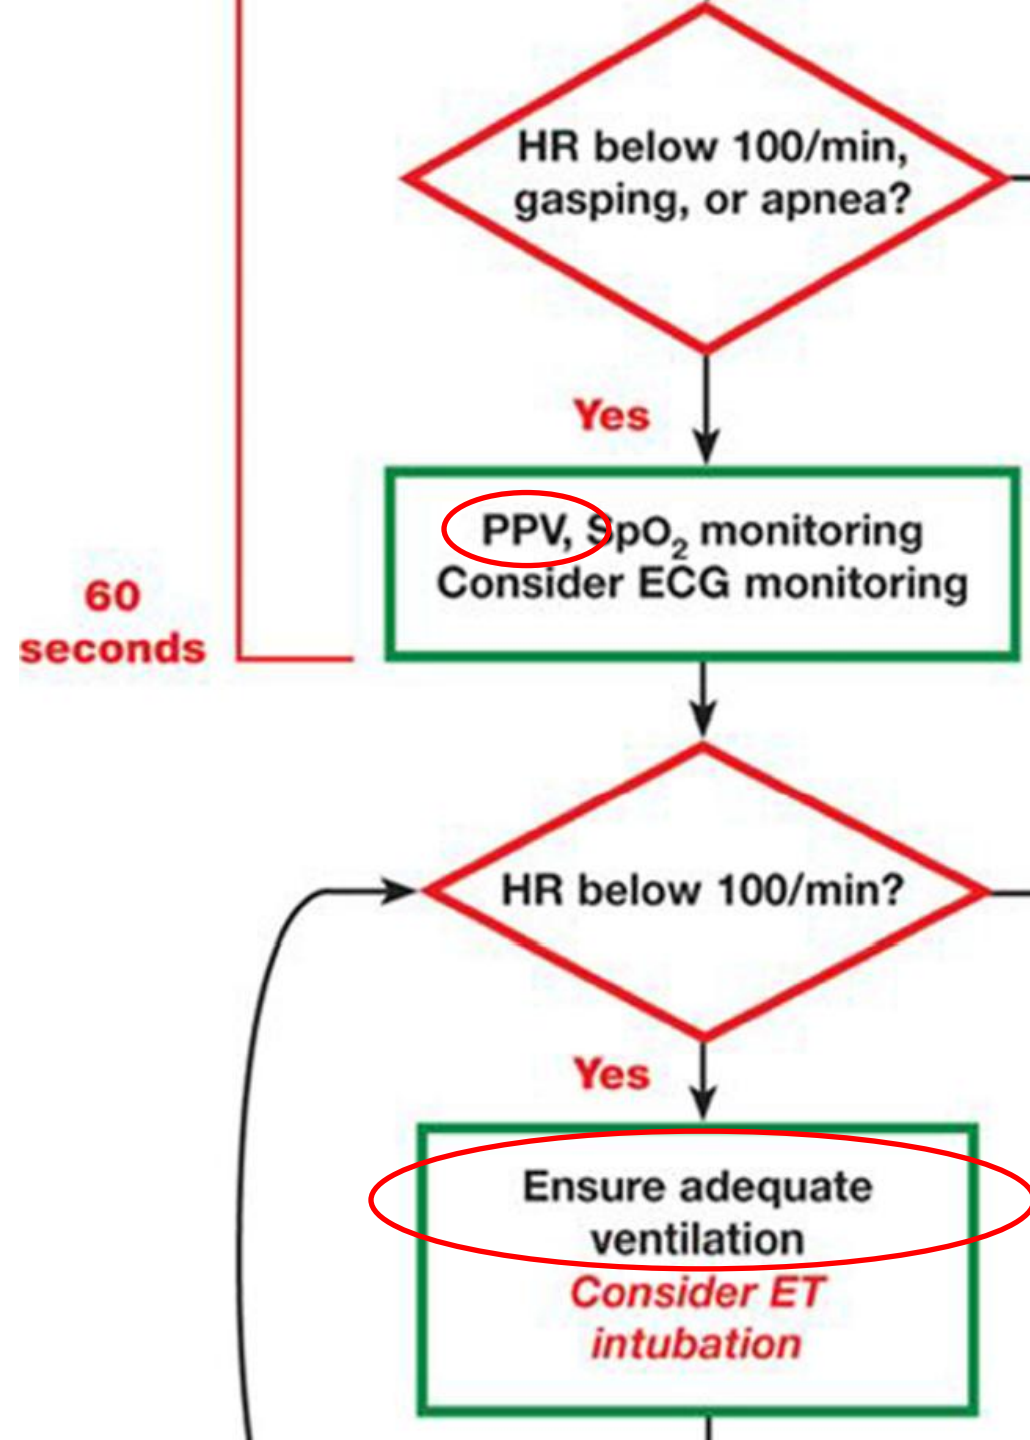 HR below 100/min,
gasping, or apnea?
Yes
PPV, SpO₂ monitoring
Consider ECG monitoring
60
seconds
HR below 100/min?
Yes
Ensure adequate
ventilation
Consider ET
intubation